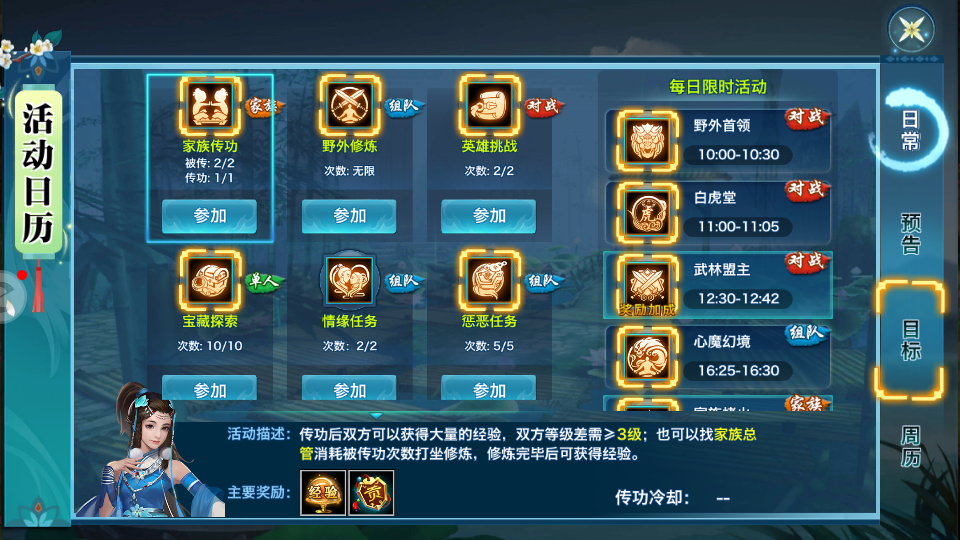 活动日历
家族
家族传功
被传: 2/2
传功: 1/1
参加
组队
野外修炼
次数: 无限
参加
对战
英雄挑战
次数: 2/2
参加
单人
宝藏探索
次数: 10/10
参加
组队
情缘任务
次数: 2/2
参加
组队
惩恶任务
次数: 5/5
参加
每日限时活动
对战
野外首领
10:00-10:30
对战
白虎堂
虎
11:00-11:05
对战
武林盟主
奖励加成
12:30-12:42
组队
心魔幻境
16:25-16:30
家族
日常
预告
目标
周历
活动描述: 传功后双方可以获得大量的经验，双方等级差需≥3级；也可以找家族总
管消耗被传功次数打坐修炼，修炼完毕后可获得经验。
主要奖励:
经验
贡
传功冷却: --